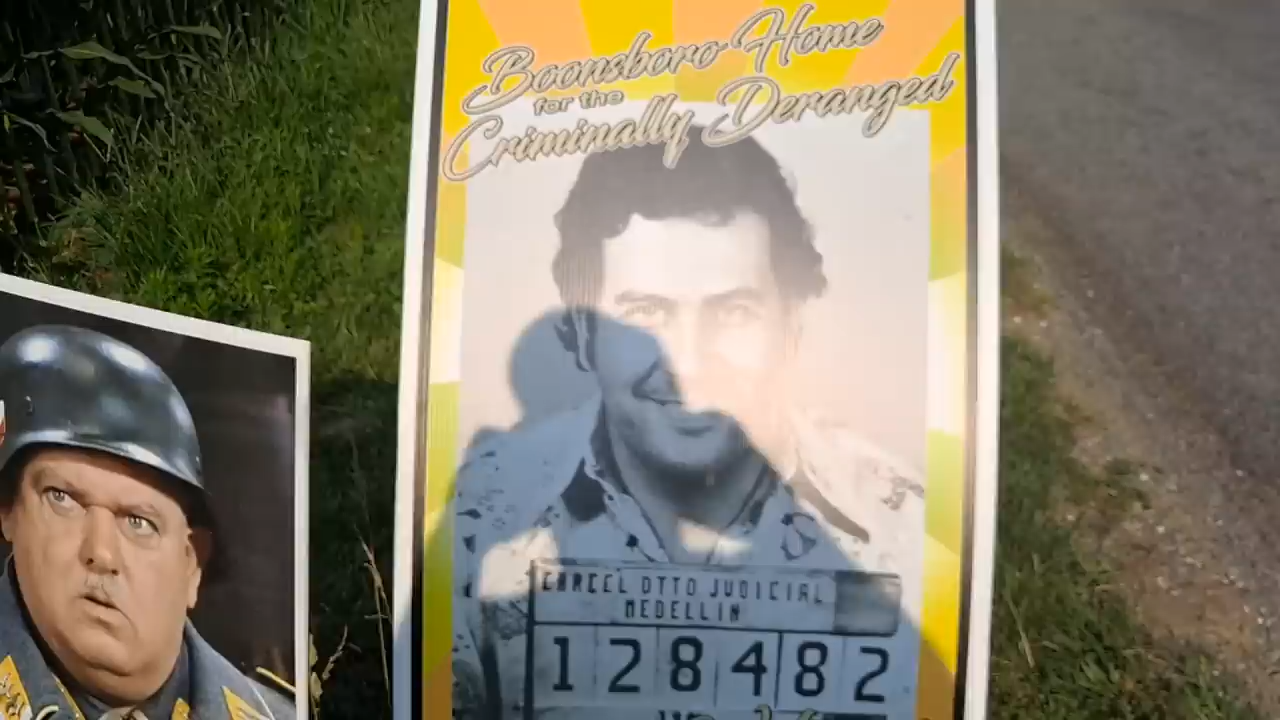 Boonsboro Home
for the
Criminally Deranged
CARCEL DTTO JUDICIAL
MEDELLIN
128482